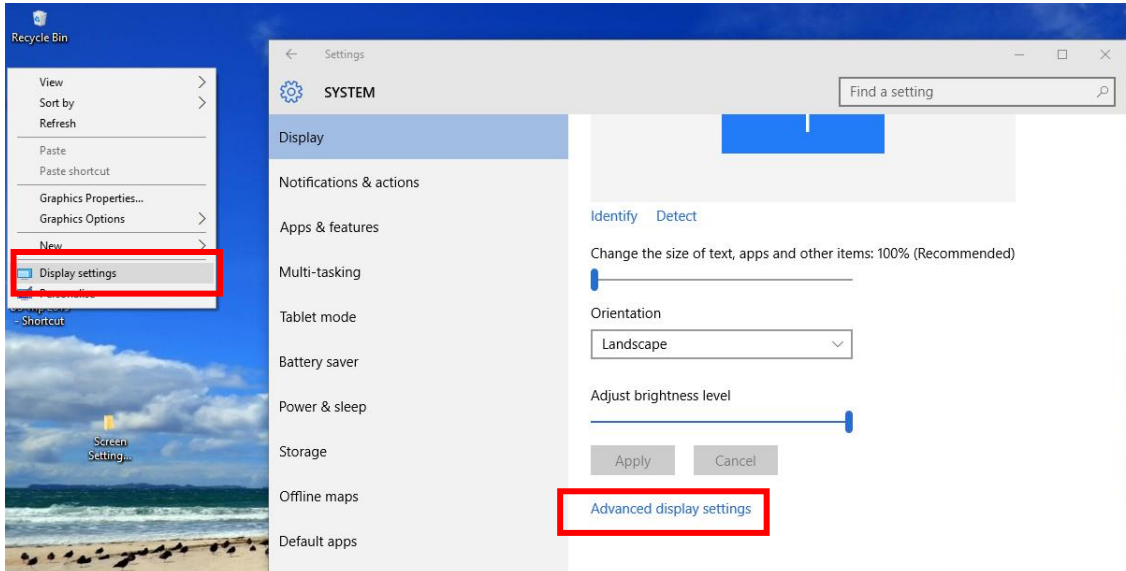 Recycle Bin
View
Sort by
Refresh
Paste
Paste shortcut
Graphics Properties...
Graphics Options
New
Display settings
Personalise
- Shortcut
Screen
Setting...
Settings
SYSTEM
Find a setting
Display
Notifications & actions
Apps & features
Multi-tasking
Tablet mode
Battery saver
Power & sleep
Storage
Offline maps
Default apps
Identify Detect
Change the size of text, apps and other items: 100% (Recommended)
Orientation
Landscape
Adjust brightness level
Apply Cancel
Advanced display settings